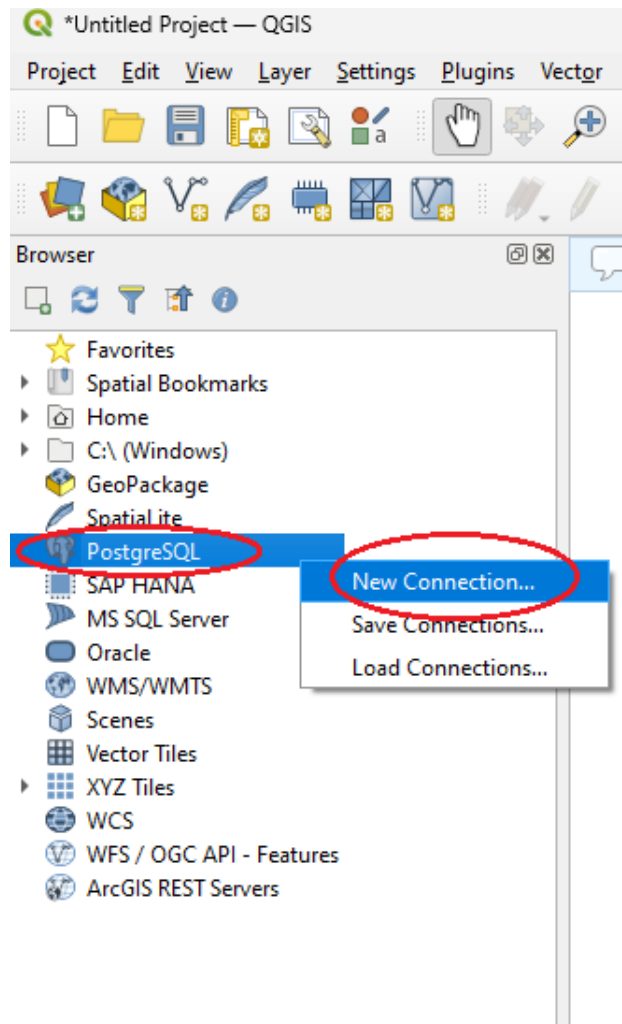 *Untitled Project — QGIS
Project Edit View Layer Settings Plugins Vector
a
Browser
Favorites
Spatial Bookmarks
Home
C:\ (Windows)
GeoPackage
SpatiaLite
PostgreSQL
New Connection...
SAP HANA
MS SQL Server
Save Connections...
Oracle
Load Connections...
WMS/WMTS
Scenes
Vector Tiles
XYZ Tiles
WCS
WFS / OGC API - Features
ArcGIS REST Servers